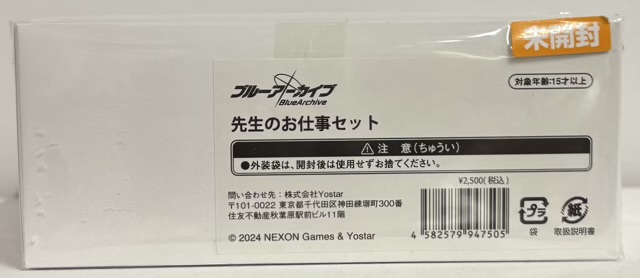 未開封
対象年齢:15才以上
ブルーアーカイブ
BlueArchive
先生のお仕事セット
⚠ 注 意(ちゅうい)
●外装袋は、開封後は使用せずお捨てください。
¥2,500(税込)
問い合わせ先:株式会社Yostar
〒101-0022 東京都千代田区神田練塀町300番
住友不動産秋葉原駅前ビル11階
© 2024 NEXON Games & Yostar
4 582579 947505
プラ
袋
紙
取扱説明書